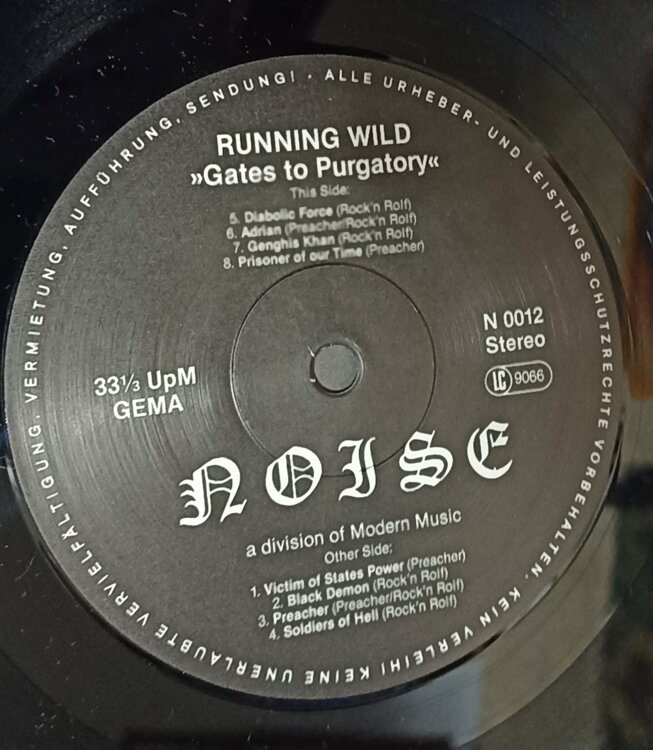 RUNNING WILD
»Gates to Purgatory«
This Side:
5. Diabolic Force (Rock'n Rolf)
6. Adrian (Preacher/Rock'n Rolf)
7. Genghis Khan (Rock'n Rolf)
8. Prisoner of our Time (Preacher)
33⅓ UpM
GEMA
N 0012
Stereo
LC 9066
NOISE
a division of Modern Music
Other Side:
1. Victim of States Power (Preacher)
2. Black Demon (Rock'n Rolf)
3. Preacher (Preacher/Rock'n Rolf)
4. Soldiers of Hell (Rock'n Rolf)
ALLE URHEBER- UND LEISTUNGSSCHUTZRECHTE VORBEHALTEN. KEIN VERLEIH! KEINE UNERLAUBTE VERVIELFÄLTIGUNG, VERMIETUNG, AUFFÜHRUNG, SENDUNG! ·